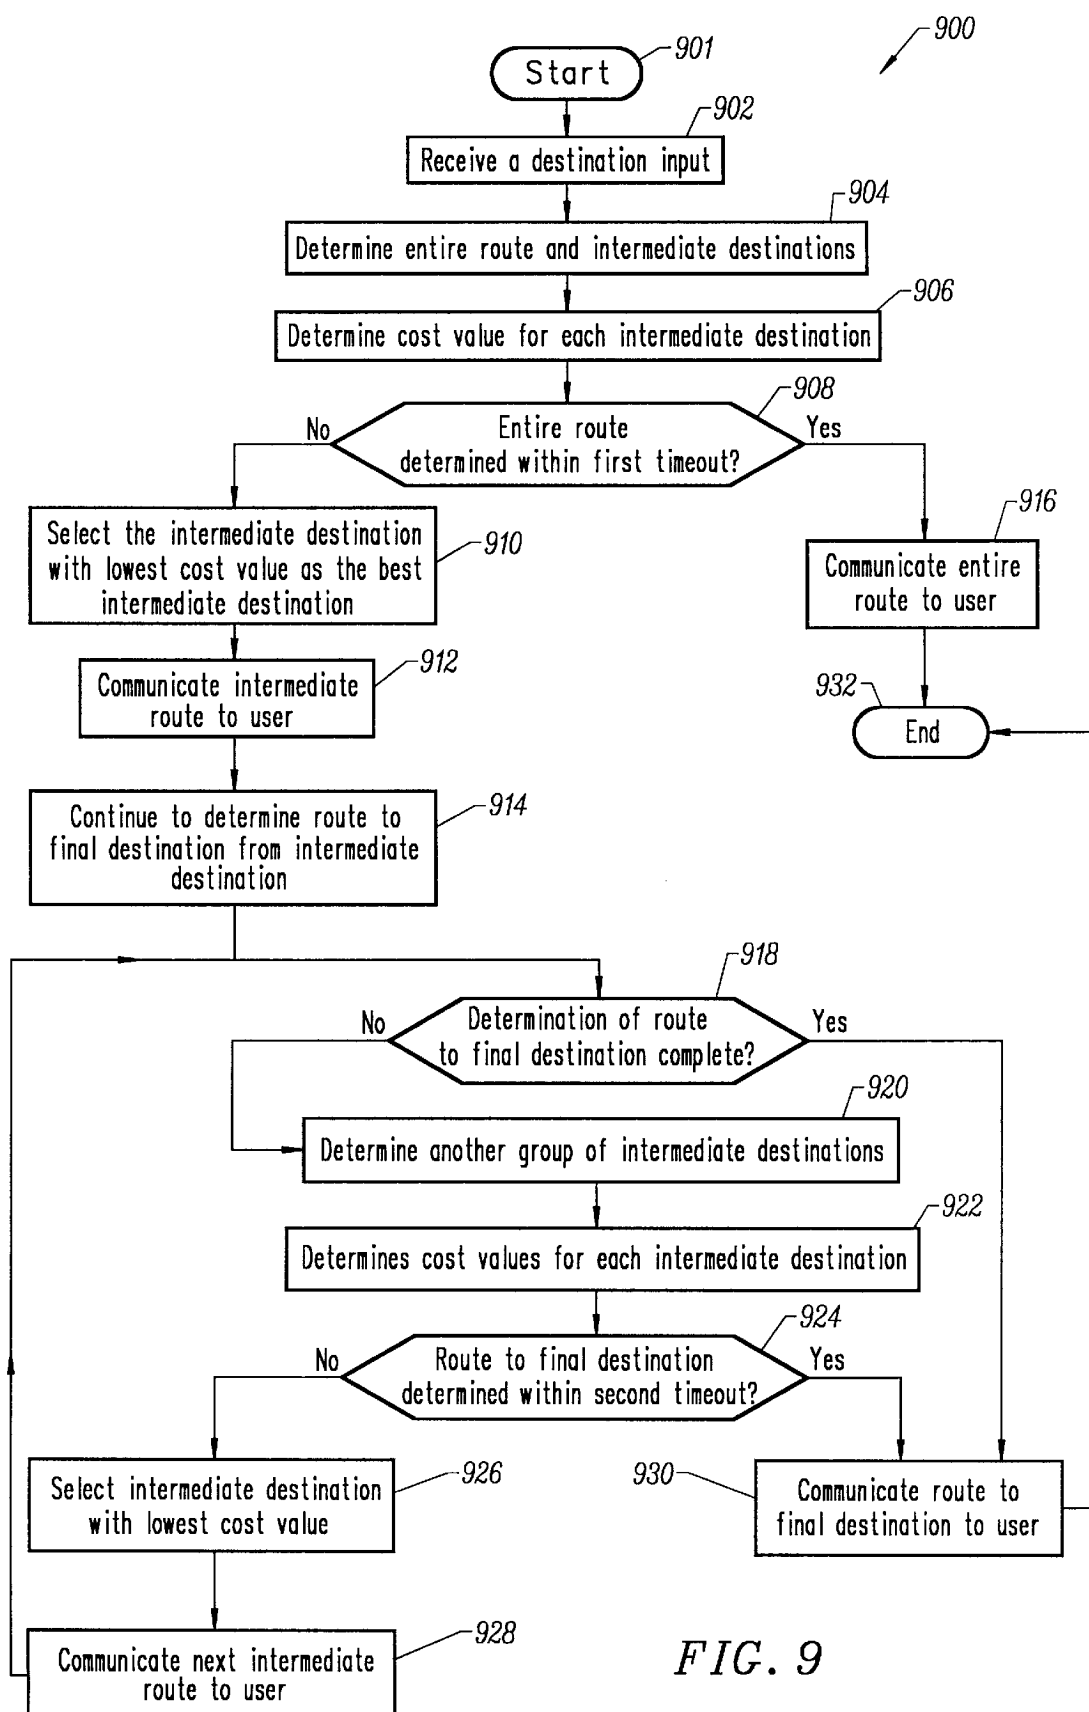 900
901
Start
902
Receive a destination input
904
Determine entire route and intermediate destinations
906
Determine cost value for each intermediate destination
908
No
Entire route
determined within first timeout?
Yes
910
Select the intermediate destination
with lowest cost value as the best
intermediate destination
916
Communicate entire
route to user
912
Communicate intermediate
route to user
932
End
914
Continue to determine route to
final destination from intermediate
destination
918
No
Determination of route
to final destination complete?
Yes
920
Determine another group of intermediate destinations
922
Determines cost values for each intermediate destination
924
No
Route to final destination
determined within second timeout?
Yes
926
Select intermediate destination
with lowest cost value
930
Communicate route to
final destination to user
928
Communicate next intermediate
route to user
FIG. 9